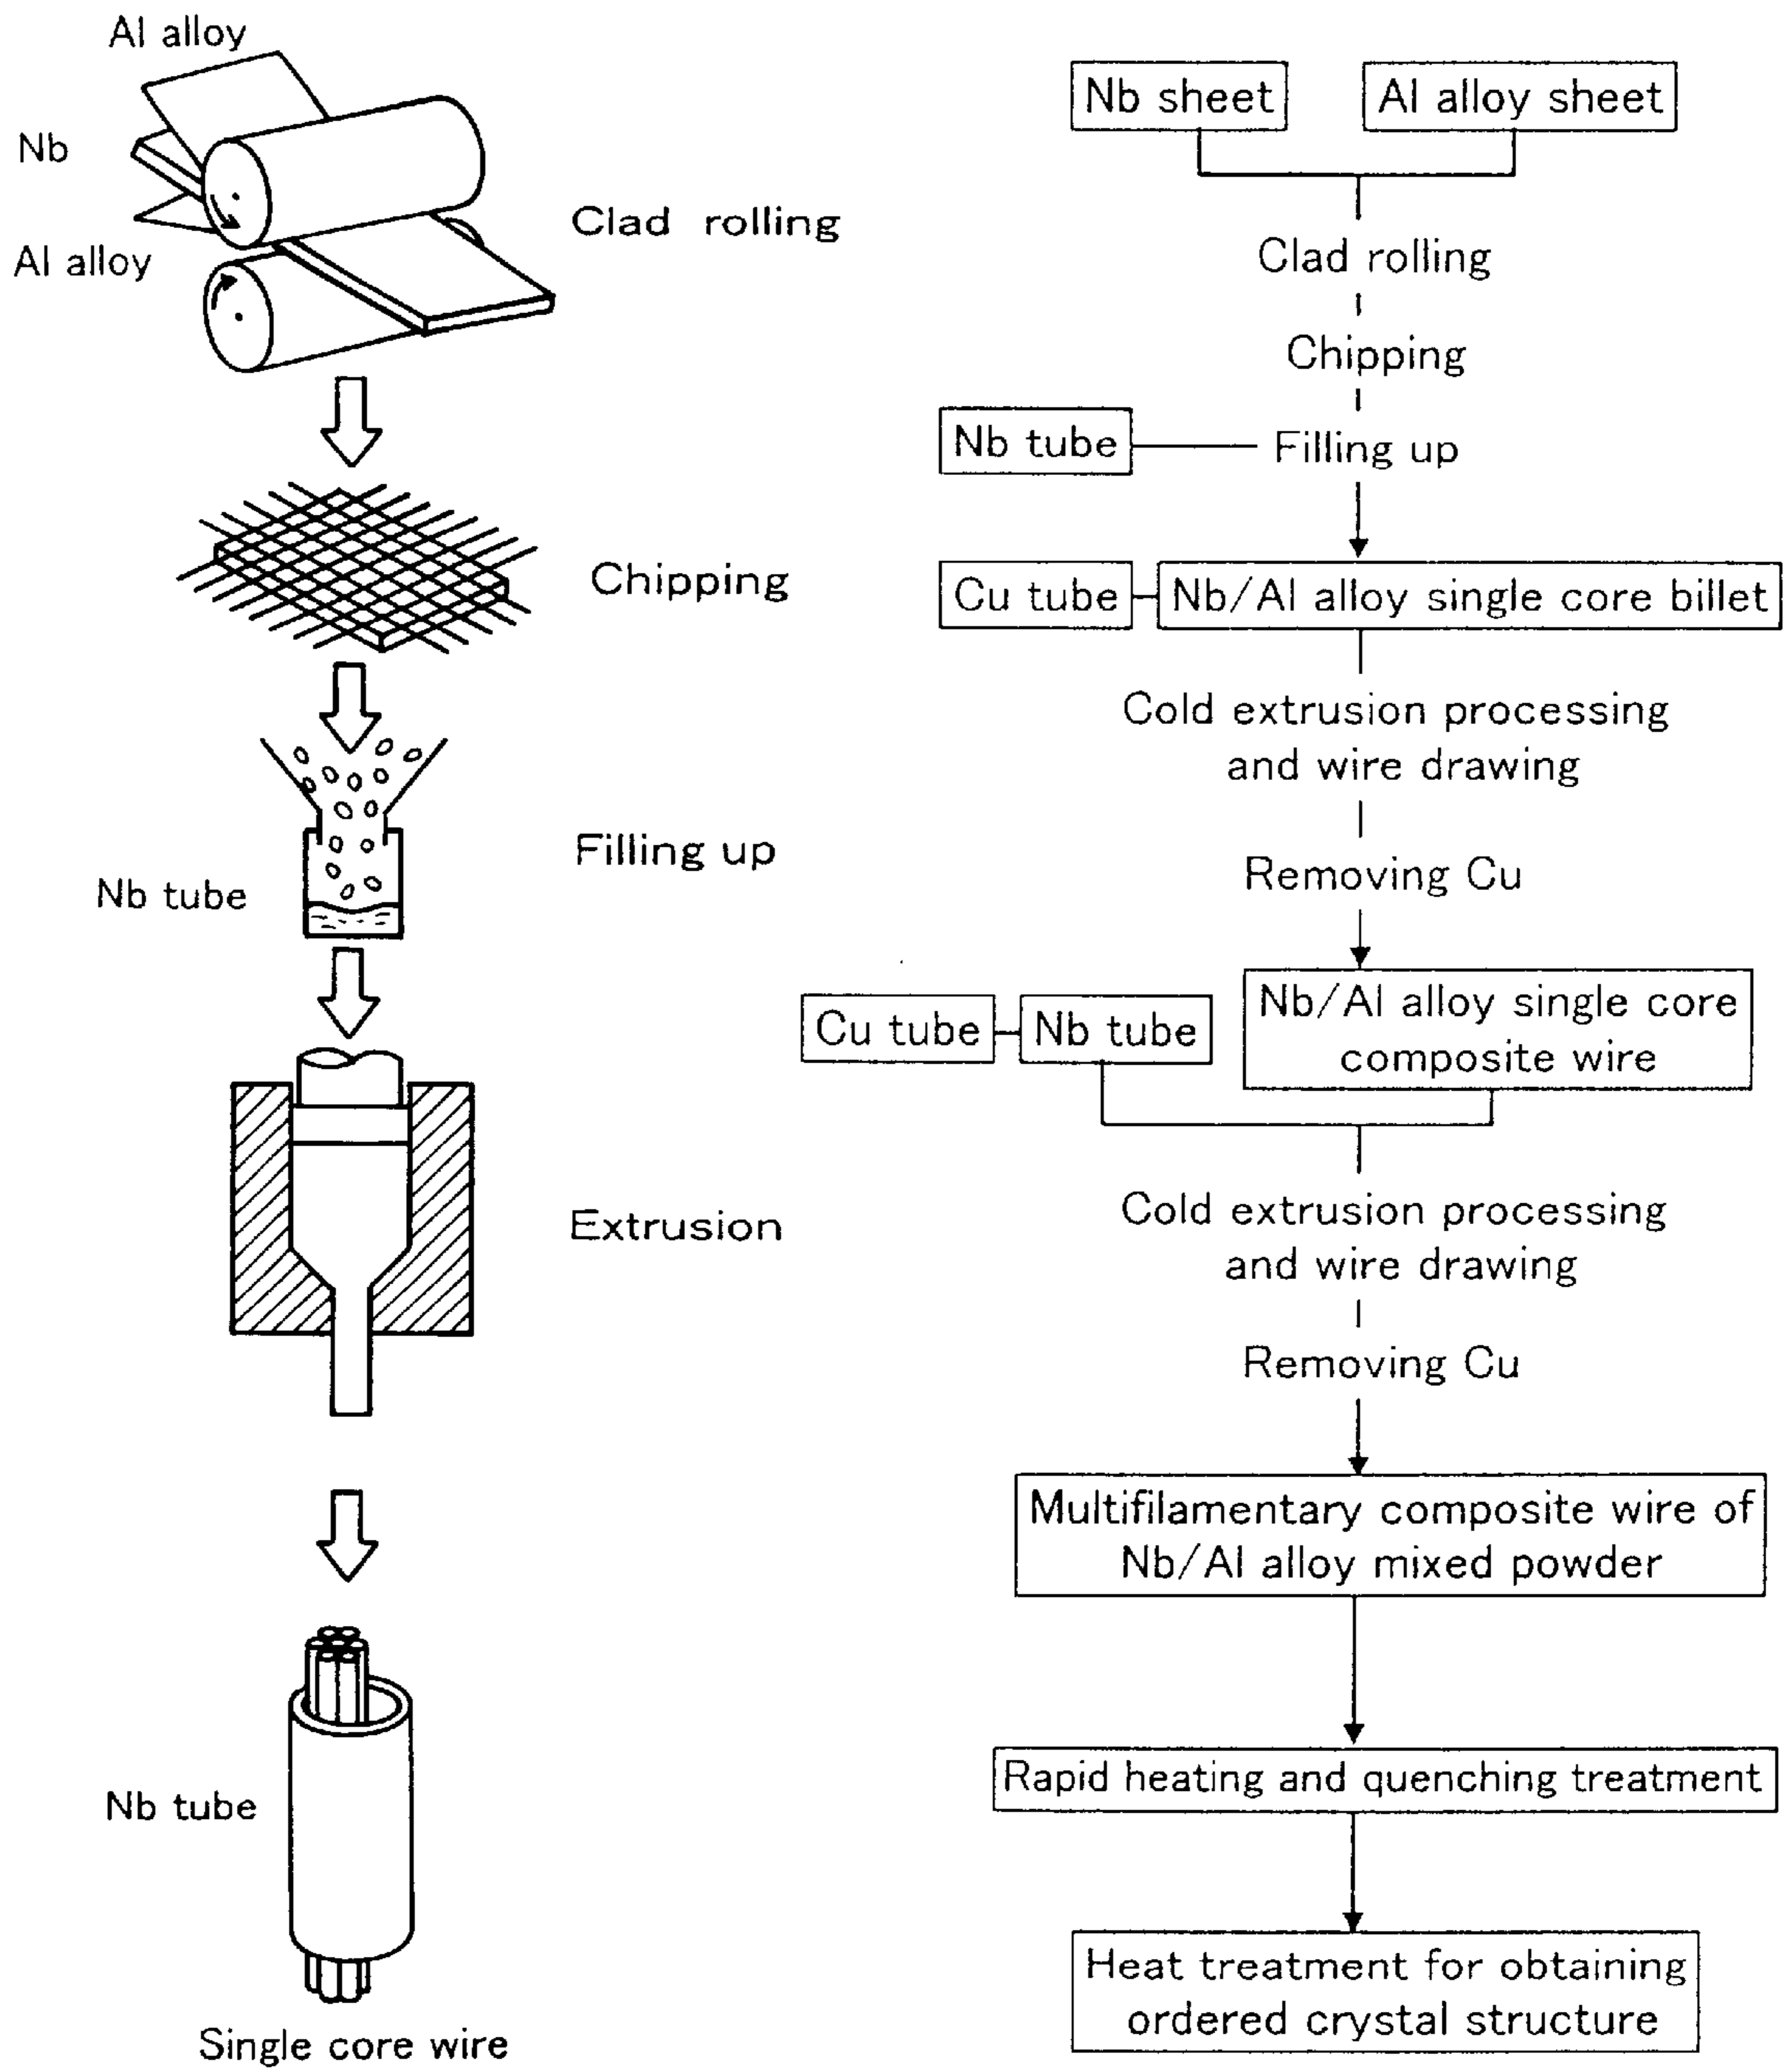 Al alloy
Nb
Al alloy
Clad rolling
Chipping
Filling up
Nb tube
Extrusion
Nb tube
Single core wire
Nb sheet
Al alloy sheet
Clad rolling
Chipping
Nb tube
Filling up
Cu tube
Nb/Al alloy single core billet
Cold extrusion processing
and wire drawing
Removing Cu
Cu tube
Nb tube
Nb/Al alloy single core
composite wire
Cold extrusion processing
and wire drawing
Removing Cu
Multifilamentary composite wire of
Nb/Al alloy mixed powder
Rapid heating and quenching treatment
Heat treatment for obtaining
ordered crystal structure